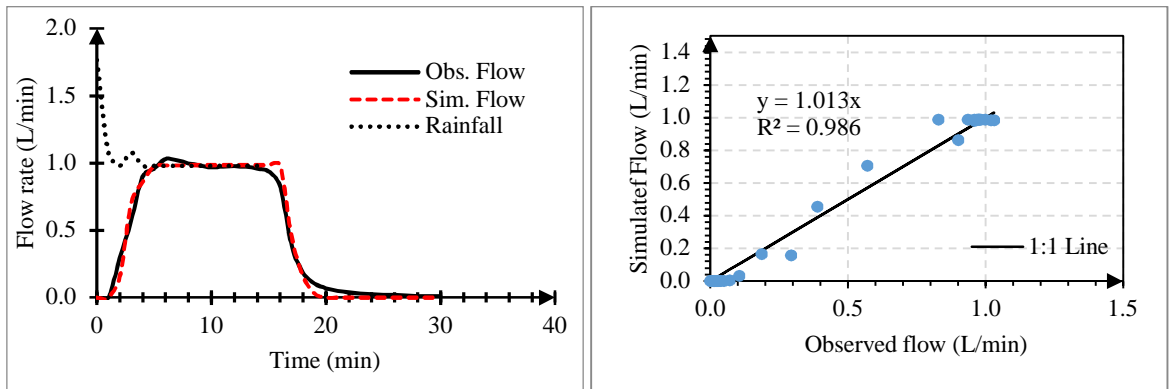 2.0
1.5
1.0
0.5
0.0
Flow rate (L/min)
Obs. Flow
Sim. Flow
Rainfall
0
10
20
30
40
Time (min)
1.4
1.2
1.0
0.8
0.6
0.4
0.2
0.0
Simulatef Flow (L/min)
y = 1.013x
R² = 0.986
1:1 Line
0.0
0.5
1.0
1.5
Observed flow (L/min)